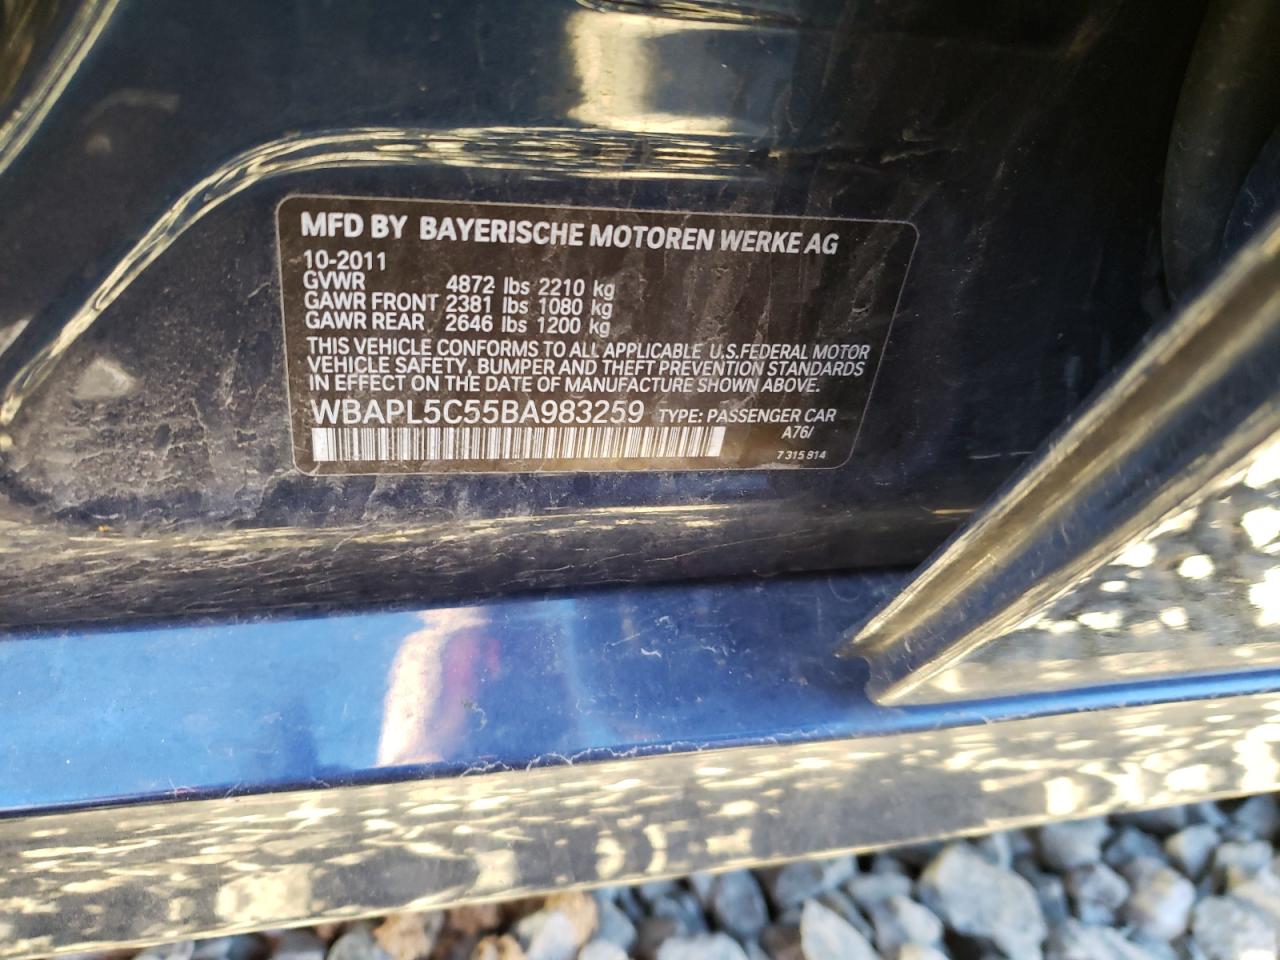 MFD BY BAYERISCHE MOTOREN WERKE AG
10-2011
GVWR 4872 lbs 2210 kg
GAWR FRONT 2381 lbs 1080 kg
GAWR REAR 2646 lbs 1200 kg
THIS VEHICLE CONFORMS TO ALL APPLICABLE U.S.FEDERAL MOTOR
VEHICLE SAFETY, BUMPER AND THEFT PREVENTION STANDARDS
IN EFFECT ON THE DATE OF MANUFACTURE SHOWN ABOVE.
WBAPL5C55BA983259 TYPE: PASSENGER CAR
A76/
7 315 814